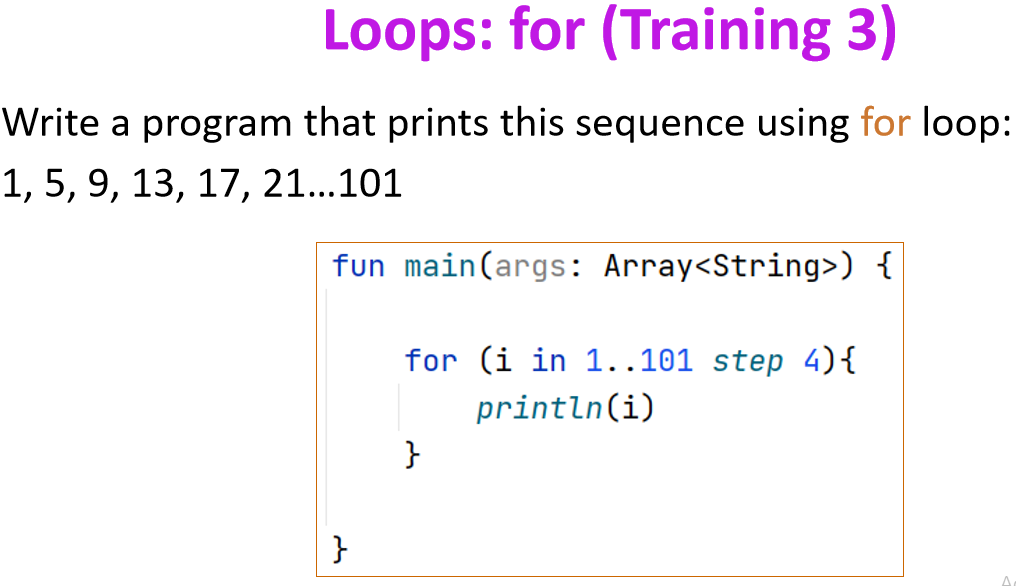 Loops: for (Training 3)
Write a program that prints this sequence using for loop:
1, 5, 9, 13, 17, 21...101
fun main(args: Array<String>) {
for (i in 1..101 step 4){
println(i)
}
}